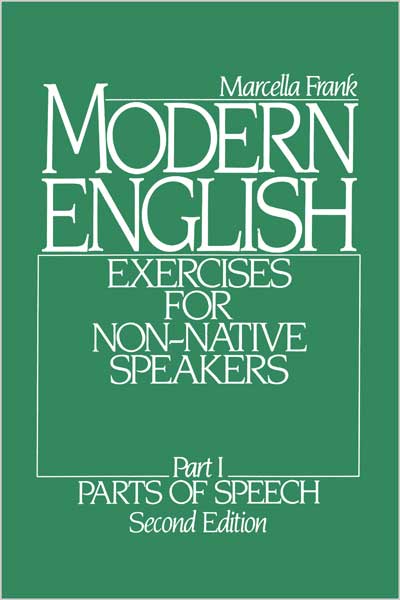 Marcella Frank
MODERN
ENGLISH
EXERCISES
FOR
NON-NATIVE
SPEAKERS
Part I
PARTS OF SPEECH
Second Edition